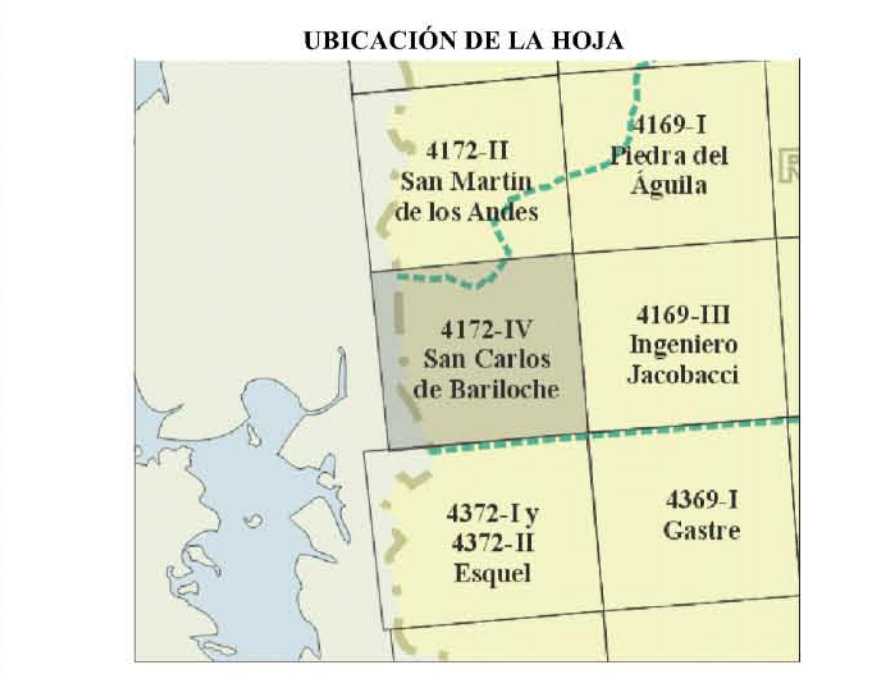 UBICACIÓN DE LA HOJA
4172-II
San Martín
de los Andes
4169-I
Piedra del
Águila
4172-IV
San Carlos
de Bariloche
4169-III
Ingeniero
Jacobacci
4372-I y
4372-II
Esquel
4369-I
Gastre